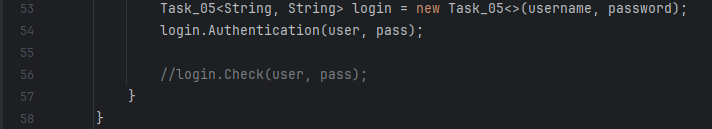 53 Task_05<String, String> login = new Task_05<>(username, password);
54 login.Authentication(user, pass);
55
56 //login.Check(user, pass);
57 }
58 }